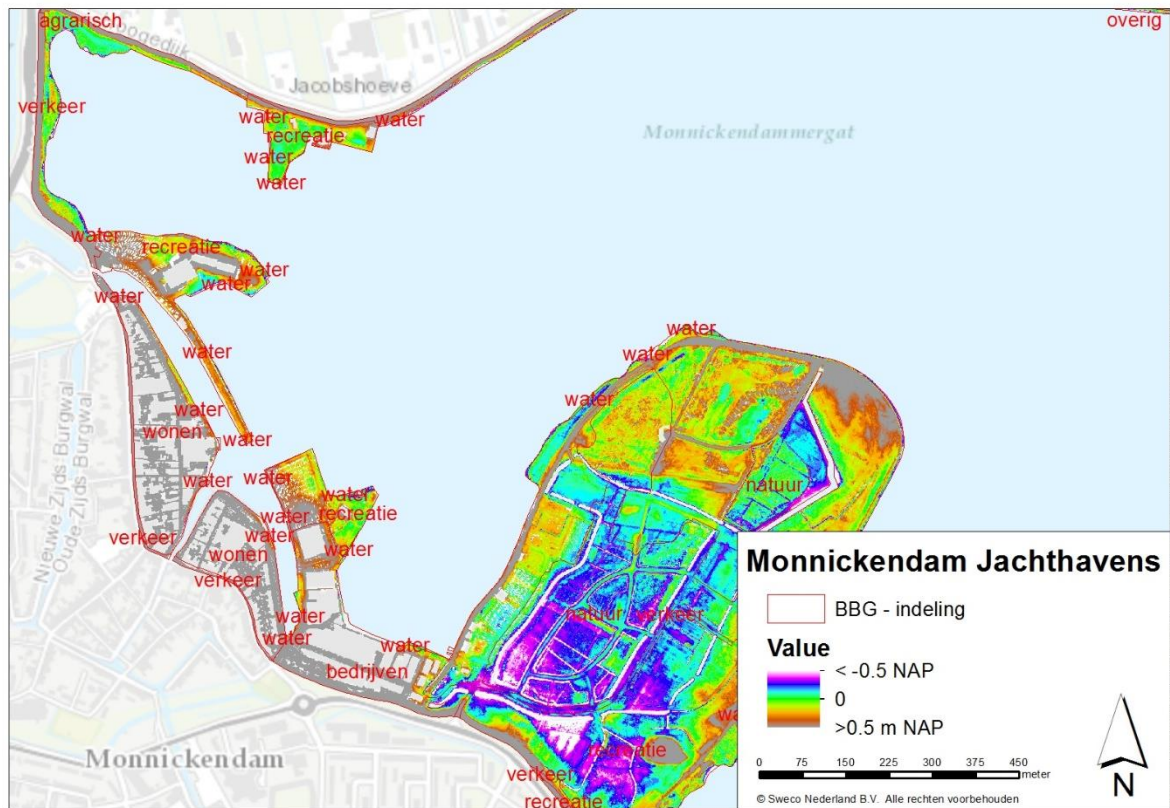 agrarisch
overig
Hogedijk
Jacobshoeve
verkeer
water
water
Monnickendammergat
recreatie
water
water
water
recreatie
water
water
water
water
water
water
water
water
wonen
water
water
water
natuur
water
recreatie
water
water
Nieuwe Zijds Burgwal
Oude Zijds Burgwal
verkeer
wonen
water
verkeer
water
natuur
verkeer
water
water
bedrijven
recreatie
Monnickendam
verkeer
recreatie
Monnickendam Jachthavens
BBG - indeling
Value
< -0.5 NAP
0
>0.5 m NAP
0 75 150 225 300 375 450
meter
N
© Sweco Nederland B.V. Alle rechten voorbehouden